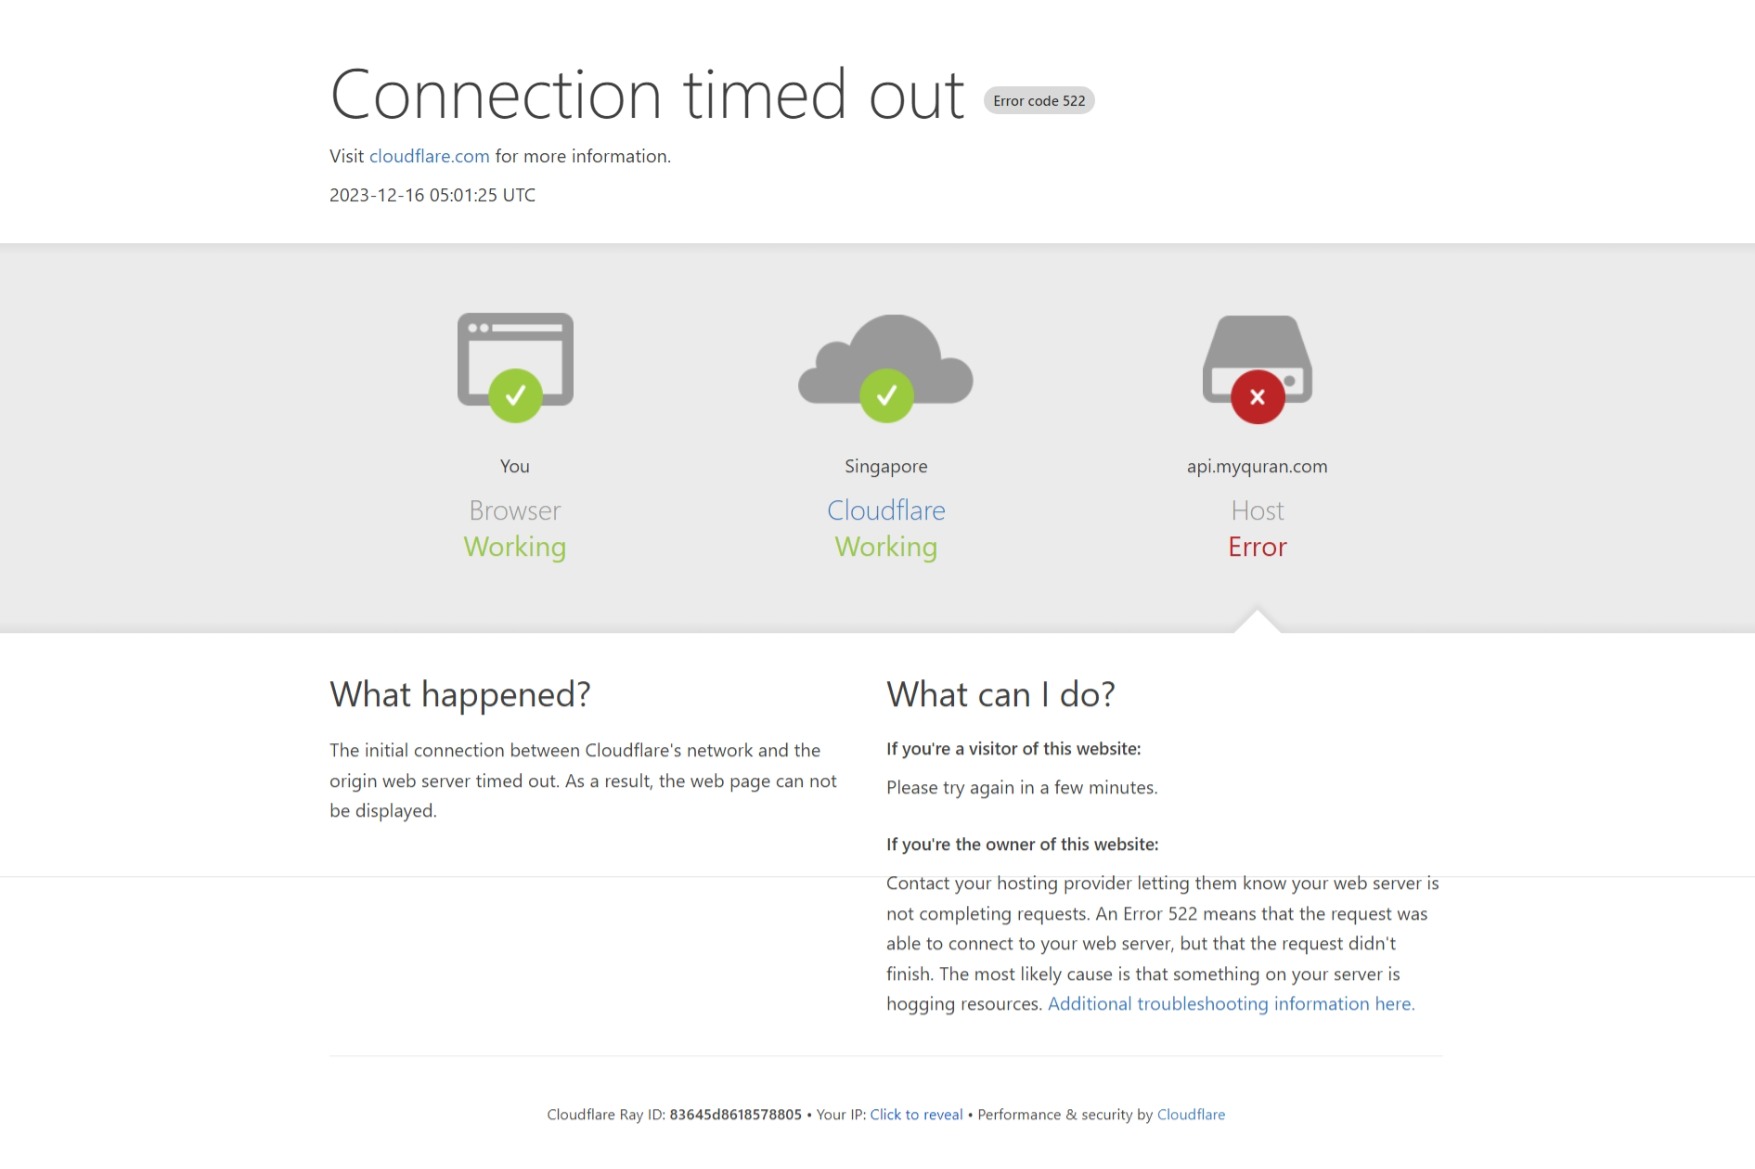 Connection timed out Error code 522
Visit cloudflare.com for more information.
2023-12-16 05:01:25 UTC
You
Browser
Working
Singapore
Cloudflare
Working
api.myquran.com
Host
Error
What happened?
The initial connection between Cloudflare's network and the
origin web server timed out. As a result, the web page can not
be displayed.
What can I do?
If you're a visitor of this website:
Please try again in a few minutes.
If you're the owner of this website:
Contact your hosting provider letting them know your web server is
not completing requests. An Error 522 means that the request was
able to connect to your web server, but that the request didn't
finish. The most likely cause is that something on your server is
hogging resources. Additional troubleshooting information here.
Cloudflare Ray ID: 83645d8618578805 • Your IP: Click to reveal • Performance & security by Cloudflare